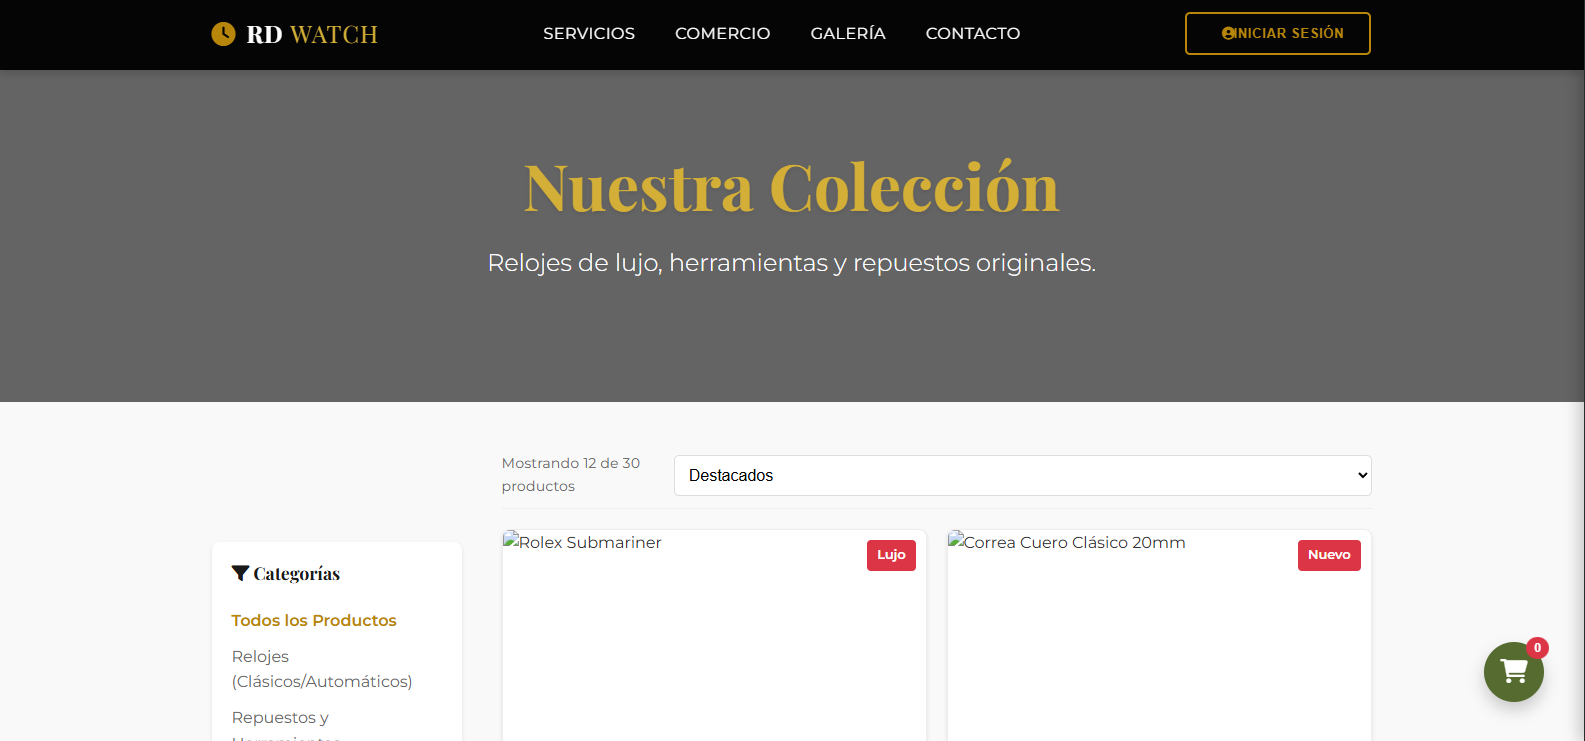 RD WATCH
SERVICIOS
COMERCIO
GALERÍA
CONTACTO
INICIAR SESIÓN
Nuestra Colección
Relojes de lujo, herramientas y repuestos originales.
Mostrando 12 de 30
productos
Destacados
Categorías
Todos los Productos
Relojes
(Clásicos/Automáticos)
Repuestos y
Rolex Submariner
Lujo
Correa Cuero Clásico 20mm
Nuevo
0